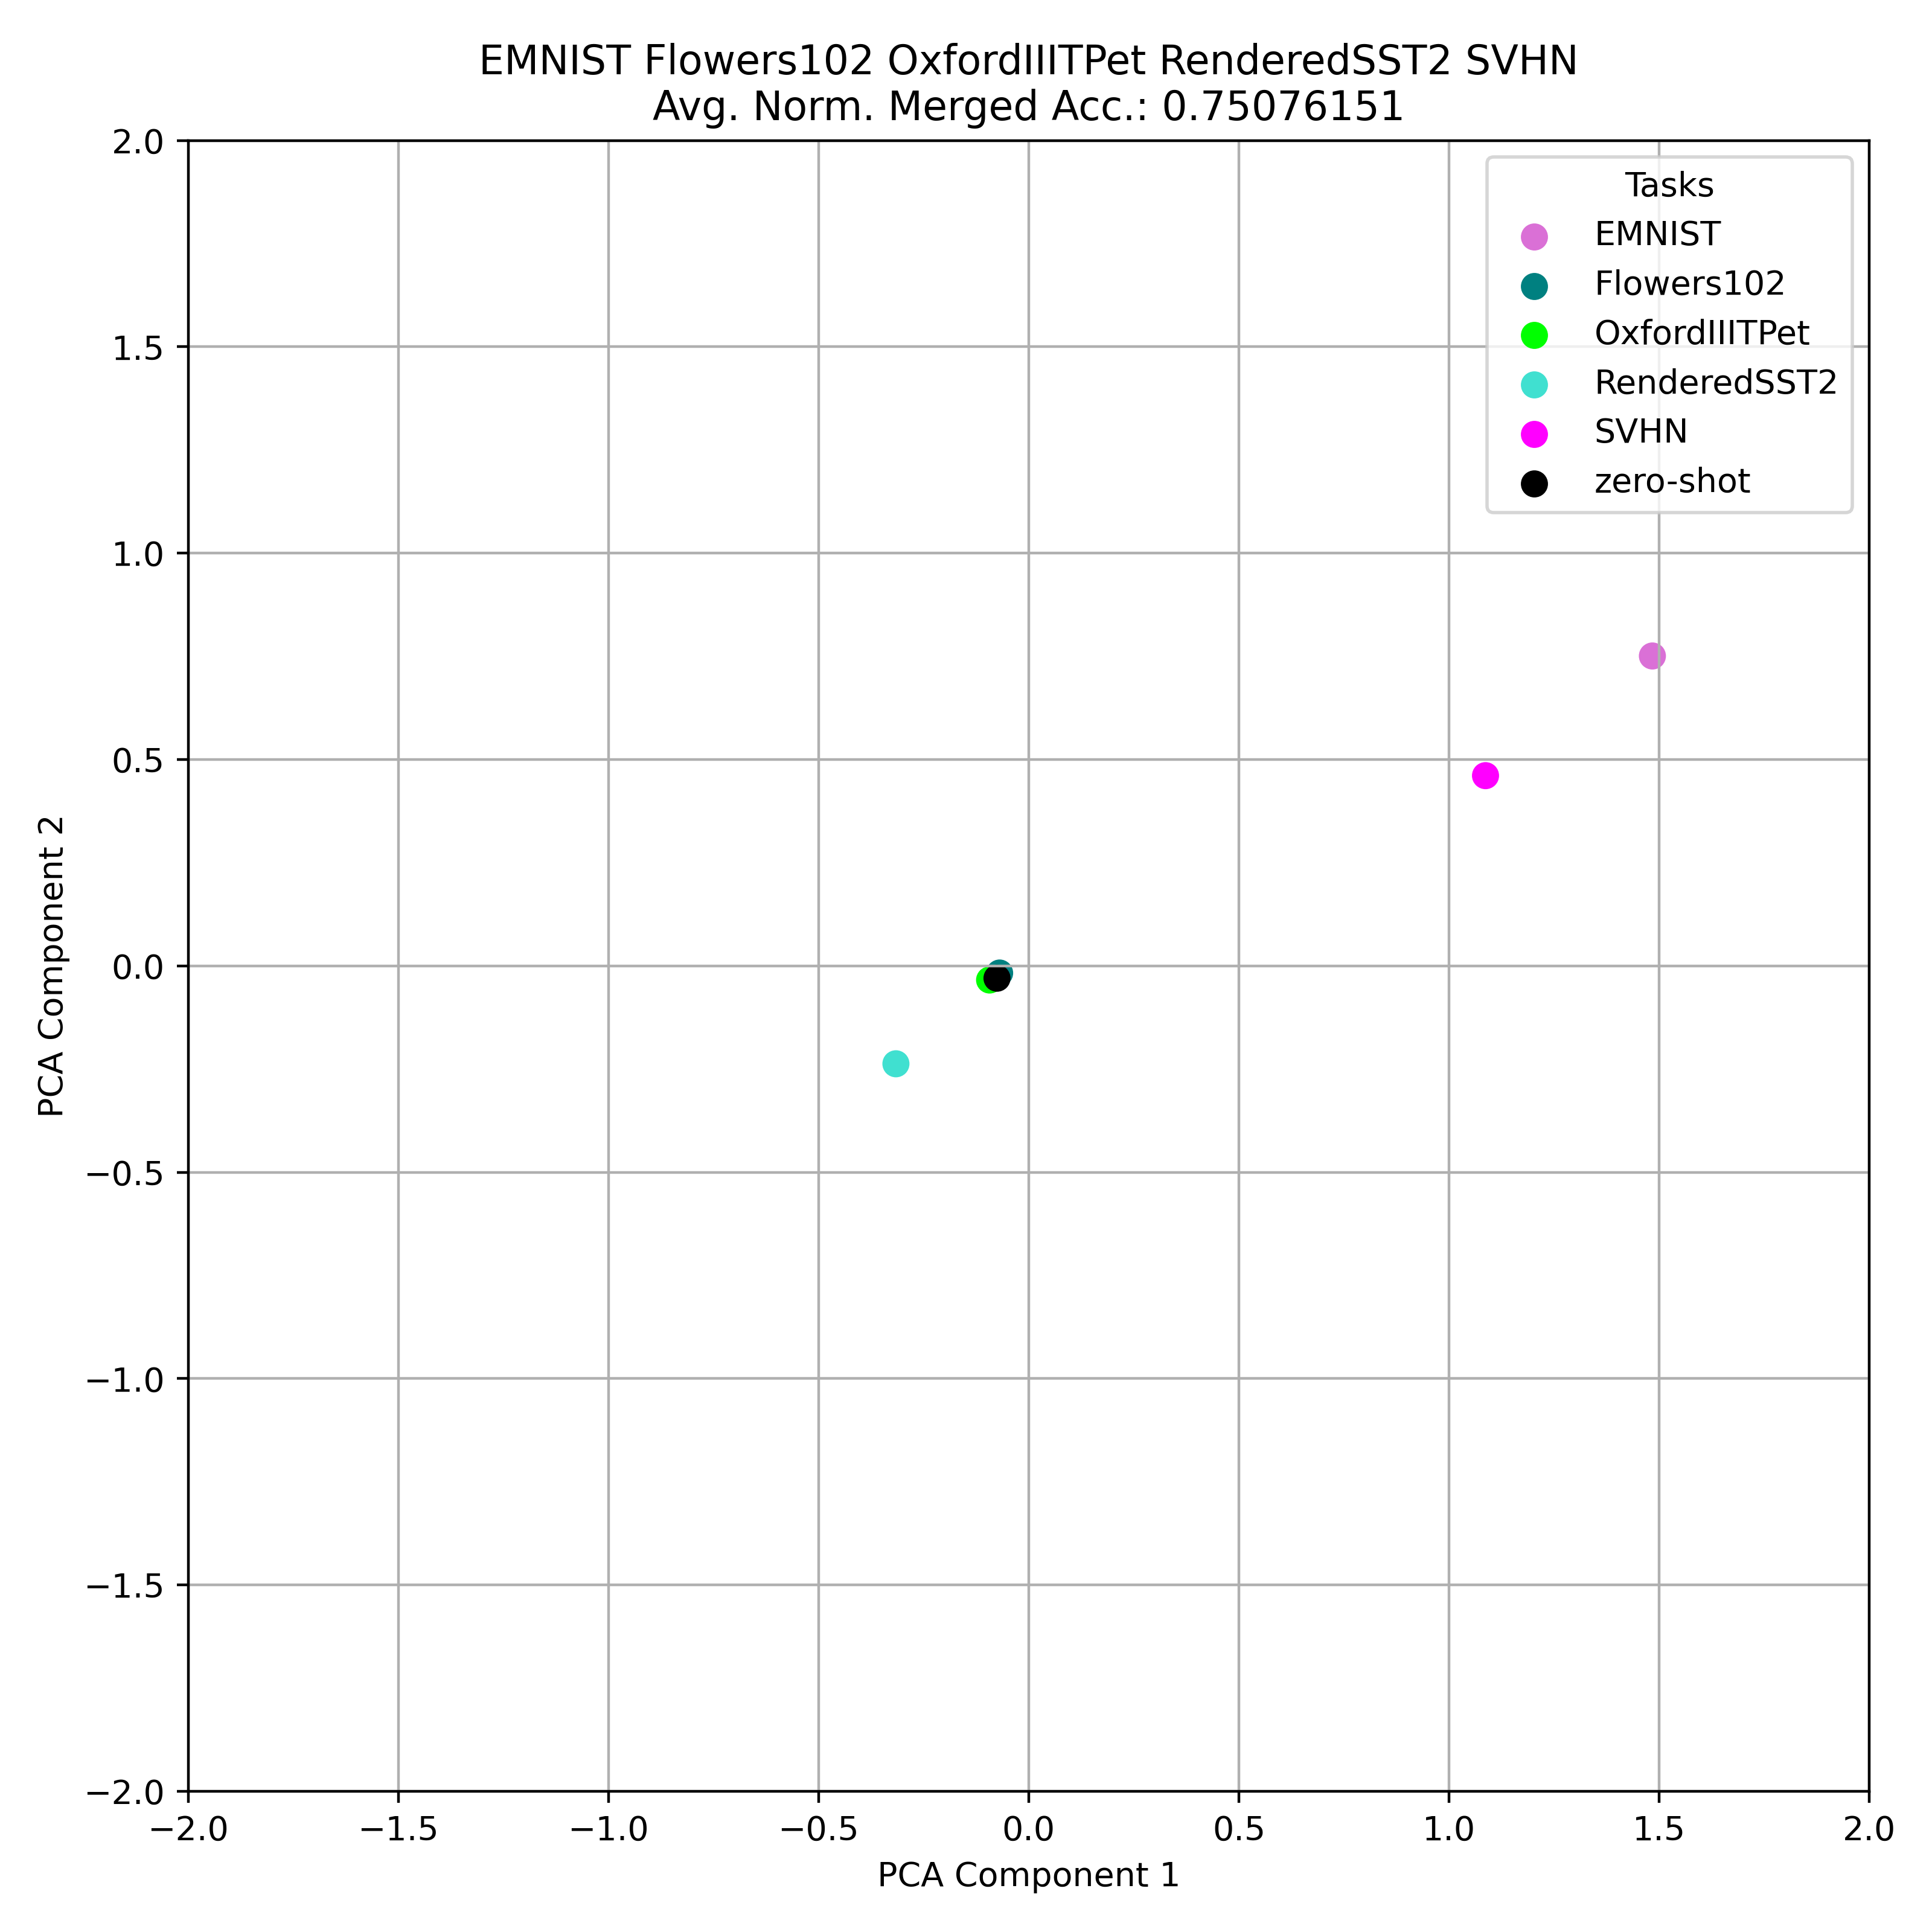 EMNIST Flowers102 OxfordIIITPet RenderedSST2 SVHN
Avg. Norm. Merged Acc.: 0.75076151
Tasks
EMNIST
Flowers102
OxfordIIITPet
RenderedSST2
SVHN
zero-shot
PCA Component 2
2.0
1.5
1.0
0.5
0.0
−0.5
−1.0
−1.5
−2.0
−2.0 −1.5 −1.0 −0.5 0.0 0.5 1.0 1.5 2.0
PCA Component 1